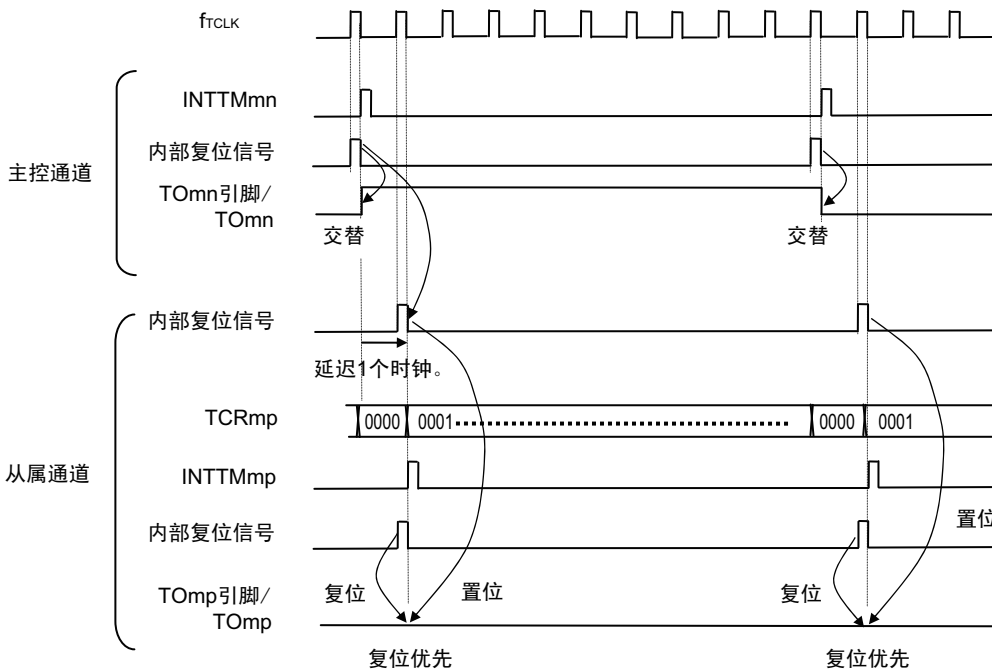 fTCLK
主控通道
INTTMmn
内部复位信号
TOmn引脚/
TOmn
交替
交替
从属通道
内部复位信号
延迟1个时钟。
TCRmp
0000
0001
0000
0001
INTTMmp
内部复位信号
置位
TOmp引脚/
TOmp
复位
置位
复位
复位优先
复位优先